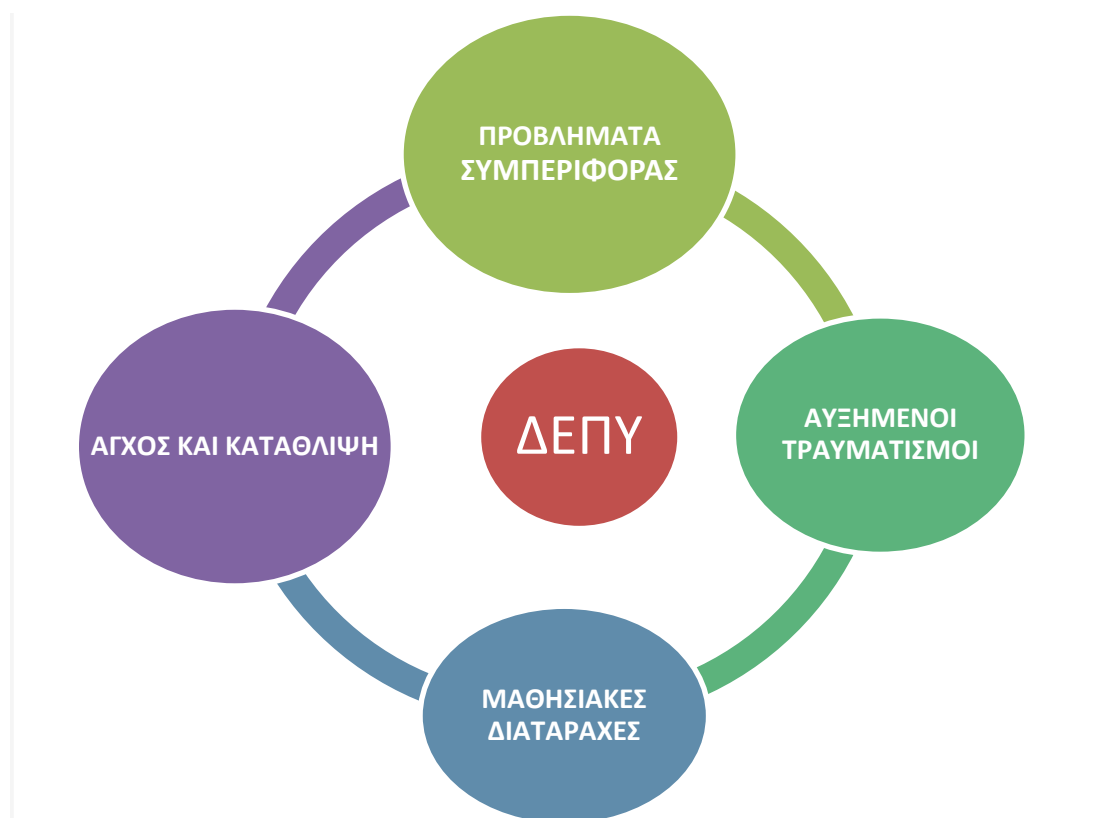 ΠΡΟΒΛΗΜΑΤΑ
ΣΥΜΠΕΡΙΦΟΡΑΣ
ΑΓΧΟΣ ΚΑΙ ΚΑΤΑΘΛΙΨΗ
ΔΕΠΥ
ΑΥΞΗΜΕΝΟΙ
ΤΡΑΥΜΑΤΙΣΜΟΙ
ΜΑΘΗΣΙΑΚΕΣ
ΔΙΑΤΑΡΑΧΕΣ